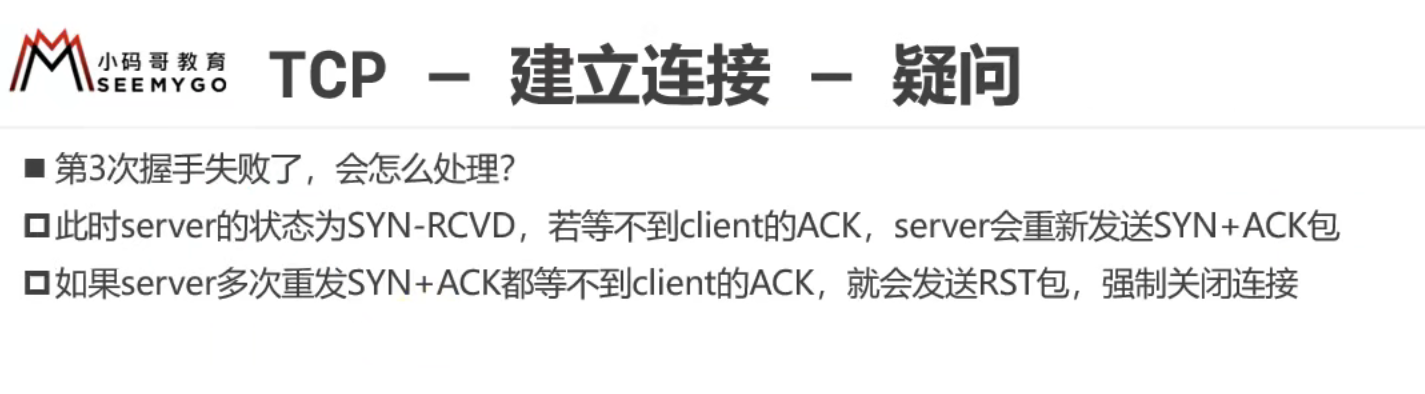 小码哥教育
SEEMYGO
TCP – 建立连接 – 疑问
第3次握手失败了，会怎么处理？
此时server的状态为SYN-RCVD，若等不到client的ACK，server会重新发送SYN+ACK包
如果server多次重发SYN+ACK都等不到client的ACK，就会发送RST包，强制关闭连接